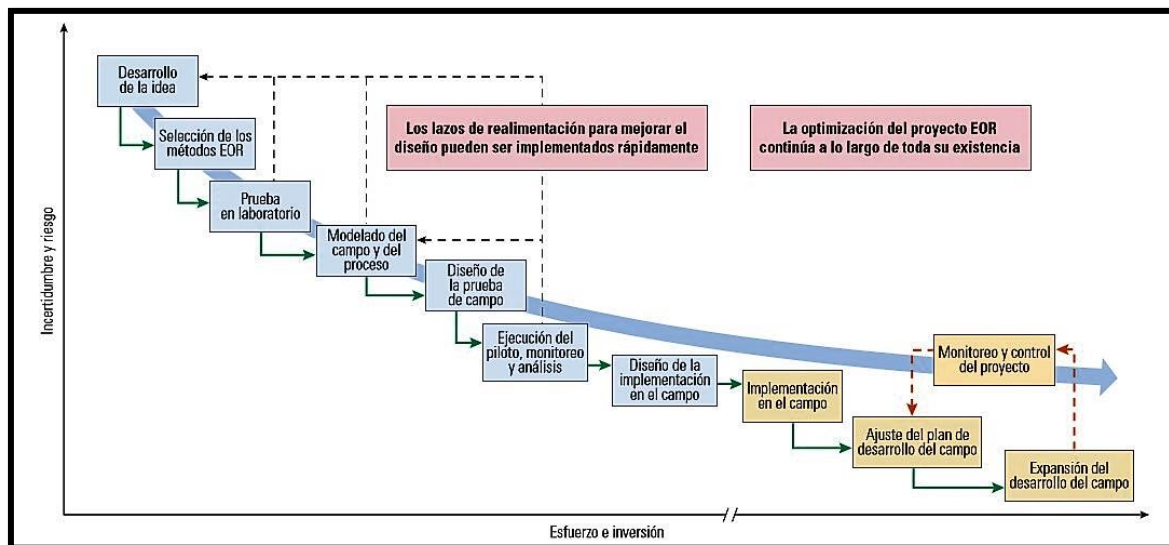 Desarrollo
de la idea
Selección de los
métodos EOR
Prueba
en laboratorio
Modelado del
campo y del
proceso
Diseño de
la prueba
de campo
Ejecución del
piloto, monitoreo
y análisis
Diseño de la
implementación
en el campo
Implementación
en el campo
Ajuste del plan de
desarrollo del campo
Expansión del
desarrollo del campo
Monitoreo y control
del proyecto
Los lazos de realimentación para mejorar el
diseño pueden ser implementados rápidamente
La optimización del proyecto EOR
continúa a lo largo de toda su existencia
Incertidumbre y riesgo
Esfuerzo e inversión